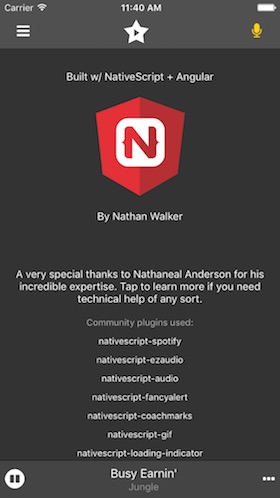 Carrier 11:40 AM
Built w/ NativeScript + Angular
N
By Nathan Walker
A very special thanks to Nathaneal Anderson for his
incredible expertise. Tap to learn more if you need
technical help of any sort.
Community plugins used:
nativescript-spotify
nativescript-ezaudio
nativescript-audio
nativescript-fancyalert
nativescript-coachmarks
nativescript-gif
nativescript-loading-indicator
Busy Earnin'
Jungle